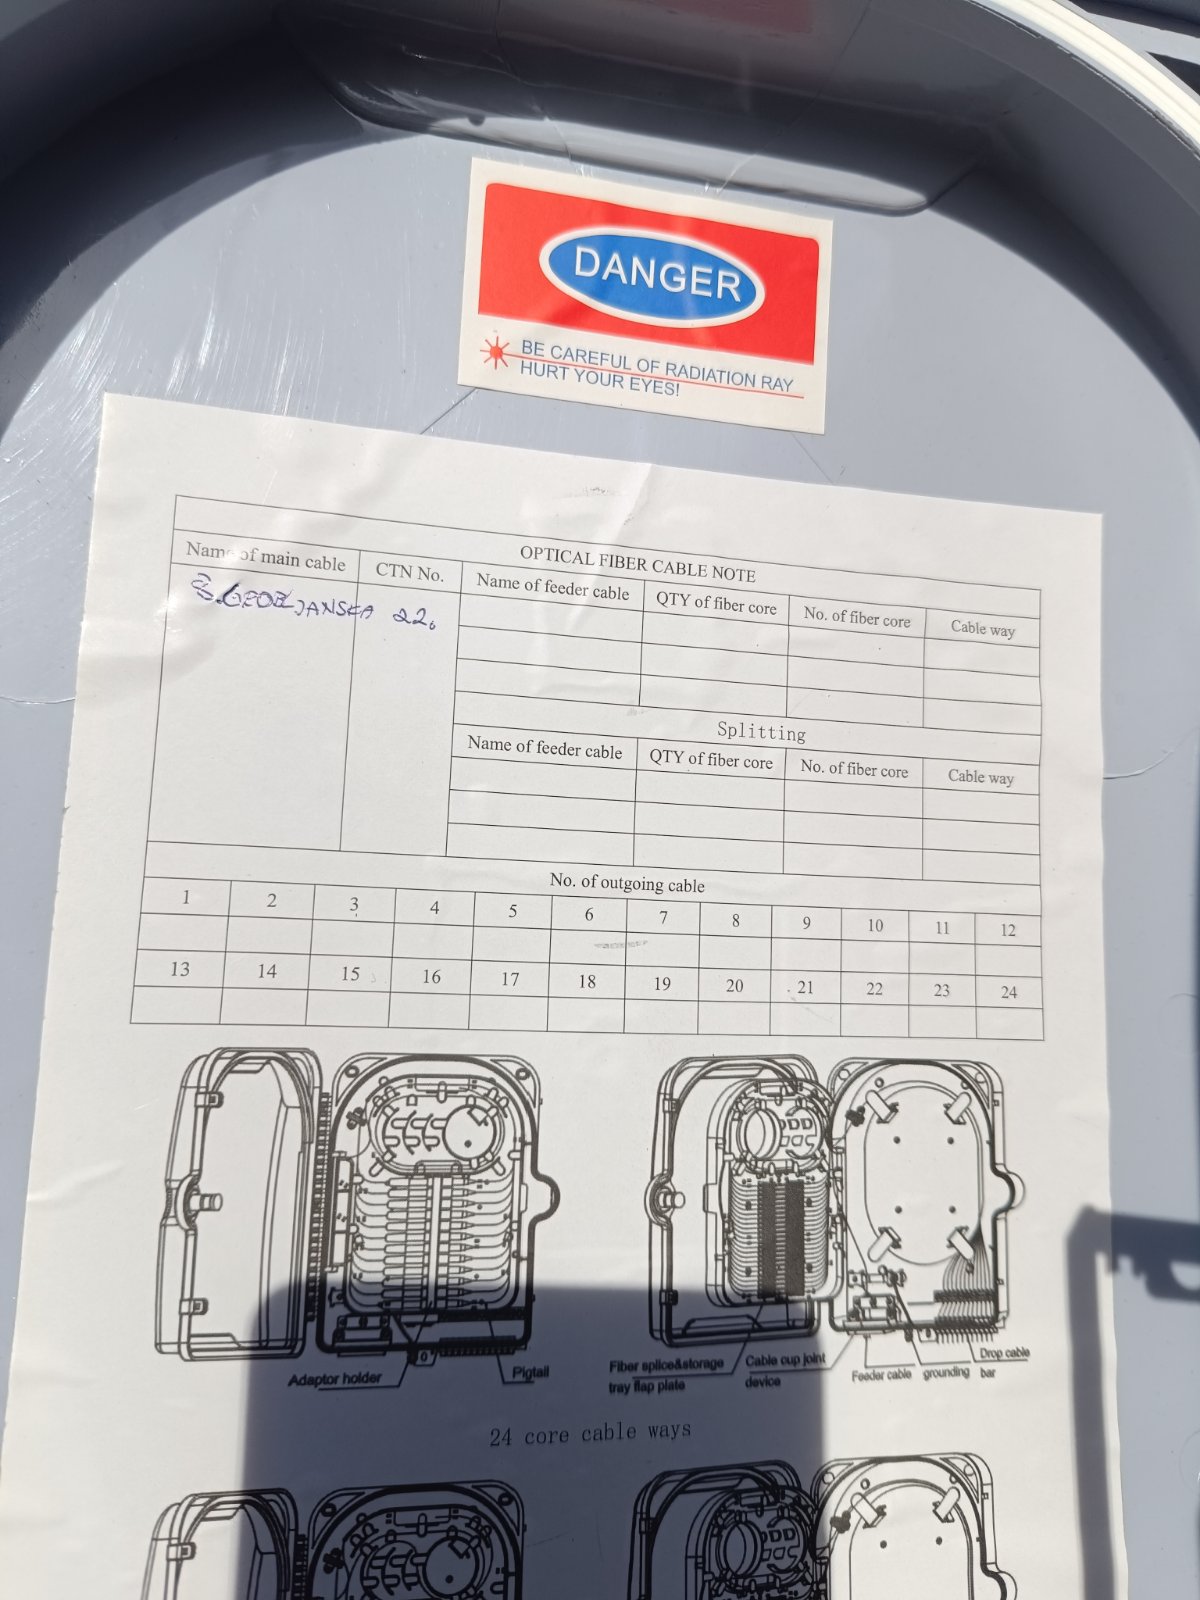 DANGER
BE CAREFUL OF RADIATION RAY
HURT YOUR EYES!
OPTICAL FIBER CABLE NOTE
Name of main cable CTN No. Name of feeder cable QTY of fiber core No. of fiber core Cable way
22.
Splitting
Name of feeder cable QTY of fiber core No. of fiber core Cable way
No. of outgoing cable
1 2 3 4 5 6 7 8 9 10 11 12
13 14 15 16 17 18 19 20 21 22 23 24
Adaptor holder
Pigtail
Fiber splice&storage
tray flap plate
Cable cup joint
device
Feeder cable
grounding
Drop cable
bar
24 core cable ways